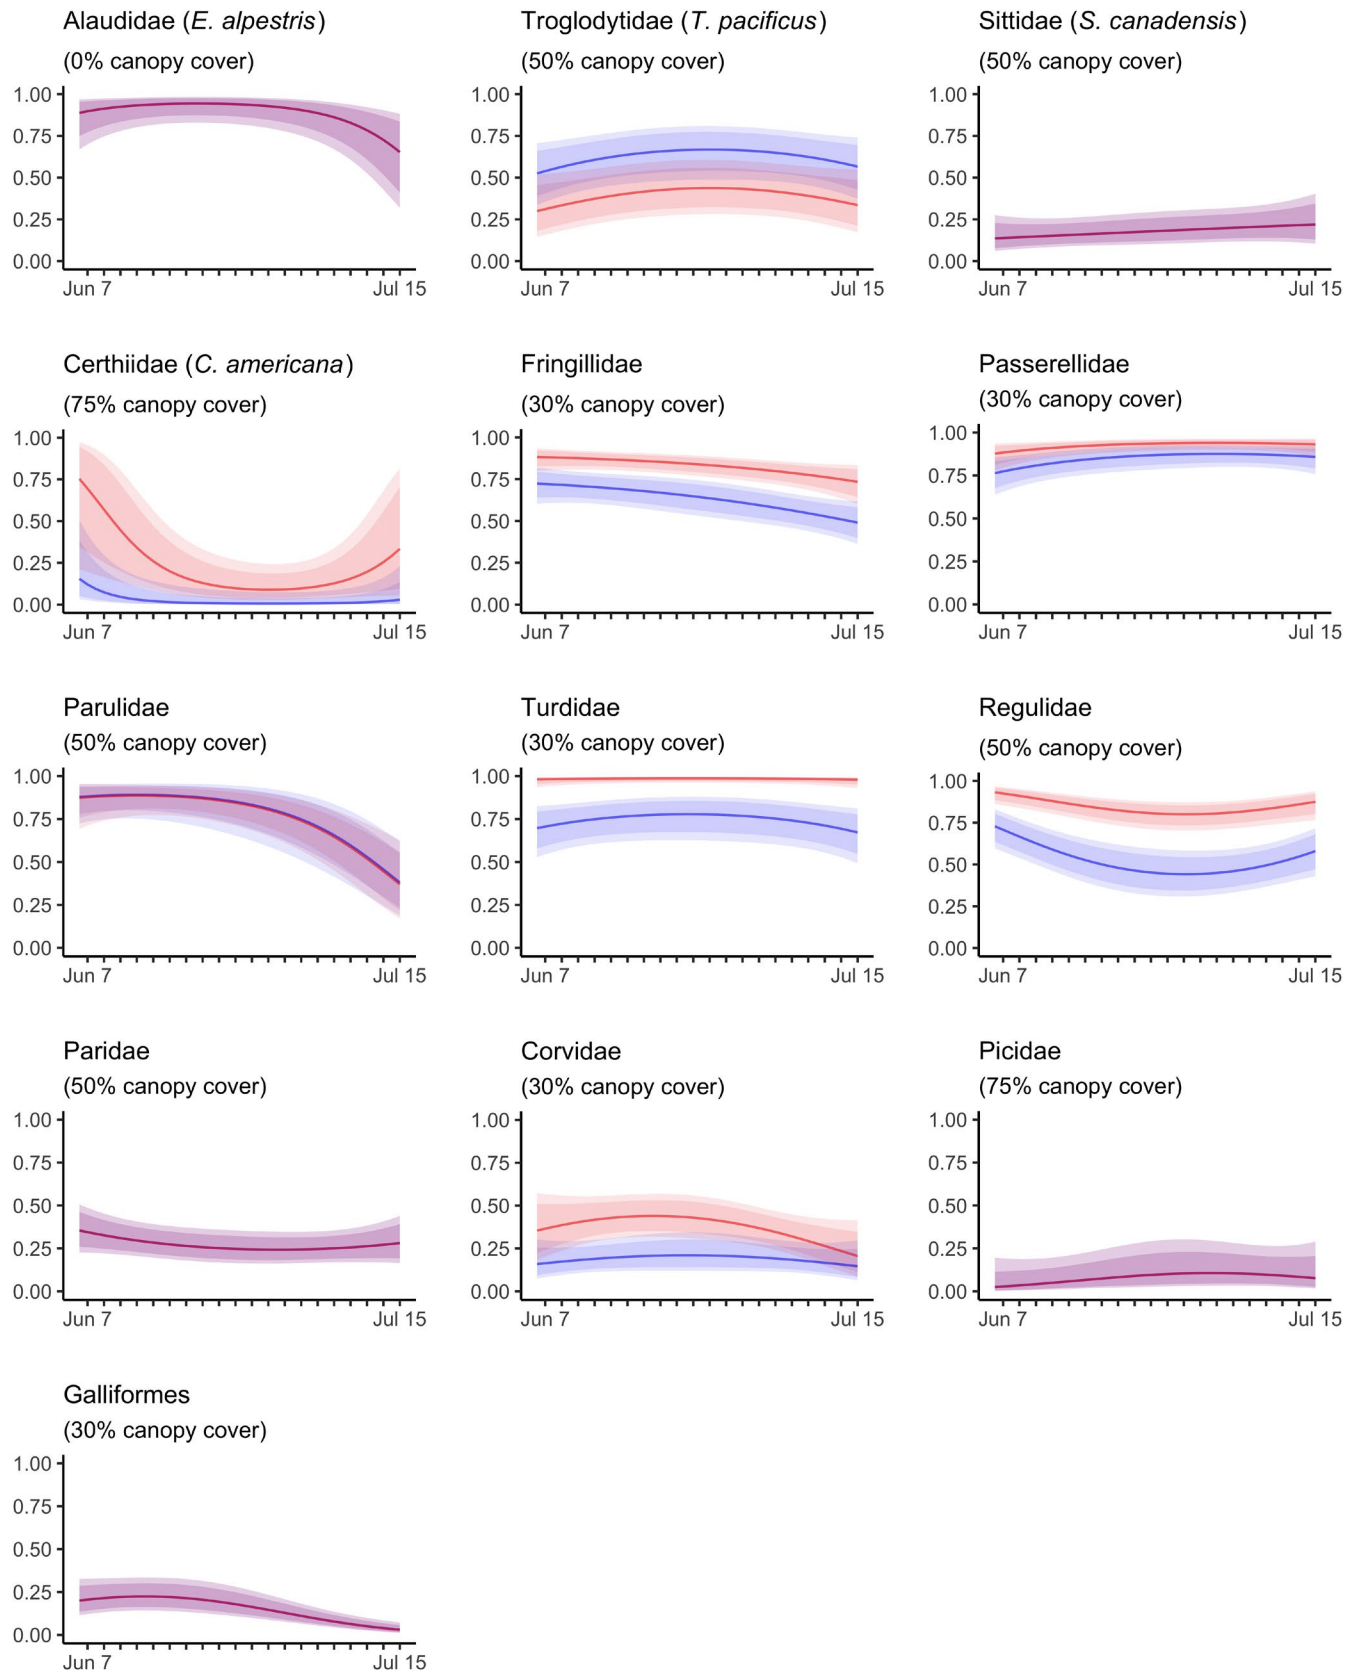 Alaudidae (E. alpestris)
(0% canopy cover)
1.00
0.75
0.50
0.25
0.00
Jun 7
Jul 15
Troglodytidae (T. pacificus)
(50% canopy cover)
1.00
0.75
0.50
0.25
0.00
Jun 7
Jul 15
Sittidae (S. canadensis)
(50% canopy cover)
1.00
0.75
0.50
0.25
0.00
Jun 7
Jul 15
Certhiidae (C. americana)
(75% canopy cover)
1.00
0.75
0.50
0.25
0.00
Jun 7
Jul 15
Fringillidae
(30% canopy cover)
1.00
0.75
0.50
0.25
0.00
Jun 7
Jul 15
Passerellidae
(30% canopy cover)
1.00
0.75
0.50
0.25
0.00
Jun 7
Jul 15
Parulidae
(50% canopy cover)
1.00
0.75
0.50
0.25
0.00
Jun 7
Jul 15
Turdidae
(30% canopy cover)
1.00
0.75
0.50
0.25
0.00
Jun 7
Jul 15
Regulidae
(50% canopy cover)
1.00
0.75
0.50
0.25
0.00
Jun 7
Jul 15
Paridae
(50% canopy cover)
1.00
0.75
0.50
0.25
0.00
Jun 7
Jul 15
Corvidae
(30% canopy cover)
1.00
0.75
0.50
0.25
0.00
Jun 7
Jul 15
Picidae
(75% canopy cover)
1.00
0.75
0.50
0.25
0.00
Jun 7
Jul 15
Galliformes
(30% canopy cover)
1.00
0.75
0.50
0.25
0.00
Jun 7
Jul 15